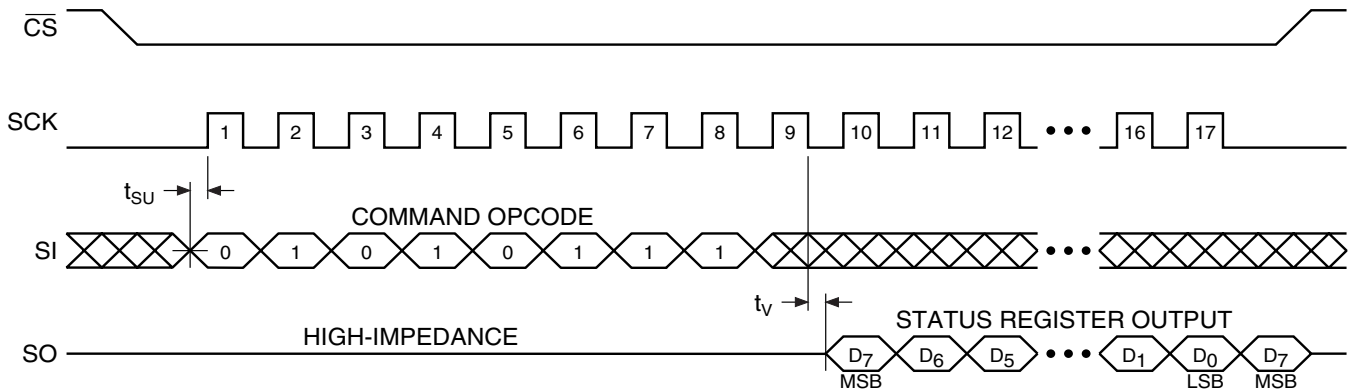 CS
SCK 1 2 3 4 5 6 7 8 9 10 11 12 ••• 16 17
tSU
COMMAND OPCODE
SI 0 1 0 1 0 1 1 1 •••
tV
HIGH-IMPEDANCE STATUS REGISTER OUTPUT
SO D7 D6 D5 ••• D1 D0 D7
MSB LSB MSB